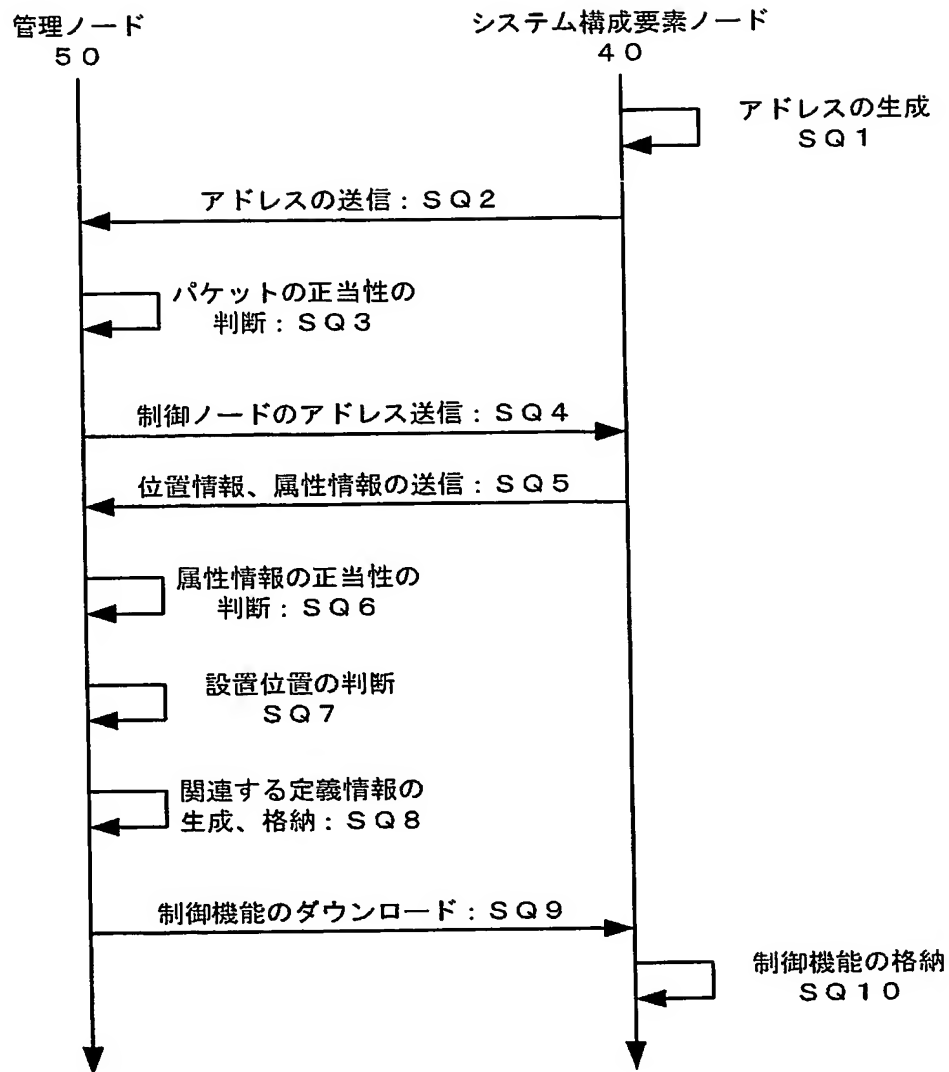 管理ノード
５０
システム構成要素ノード
４０
アドレスの生成
ＳＱ１
アドレスの送信：ＳＱ２
パケットの正当性の
判断：ＳＱ３
制御ノードのアドレス送信：ＳＱ４
位置情報、属性情報の送信：ＳＱ５
属性情報の正当性の
判断：ＳＱ６
設置位置の判断
ＳＱ７
関連する定義情報の
生成、格納：ＳＱ８
制御機能のダウンロード：ＳＱ９
制御機能の格納
ＳＱ１０